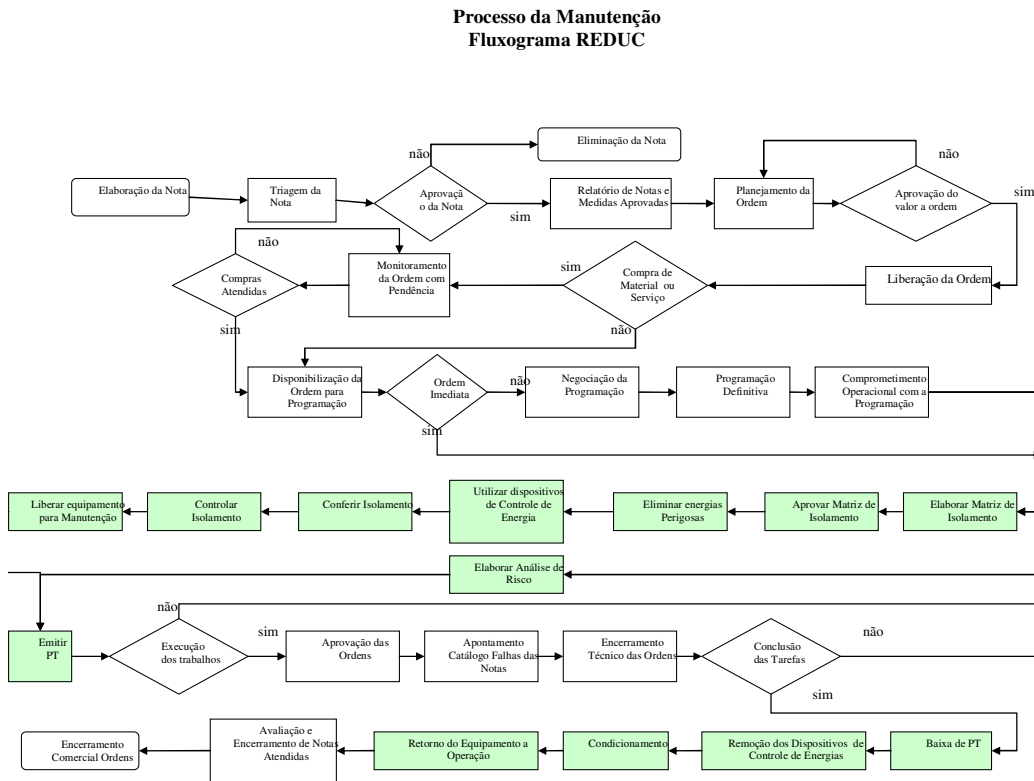 Processo da Manutenção
Fluxograma REDUC
Eliminação da Nota
não
não
Elaboração da Nota
Triagem da
Nota
Aprovaçã
o da Nota
Relatório de Notas e
Medidas Aprovadas
Planejamento da
Ordem
Aprovação do
valor a ordem
sim
sim
não
Compras
Atendidas
Monitoramento
da Ordem com
Pendência
sim
Compra de
Material ou
Serviço
Liberação da Ordem
sim
não
Disponibilização da
Ordem para
Programação
Ordem
Imediata
não
Negociação da
Programação
Programação
Definitiva
Comprometimento
Operacional com a
Programação
sim
Liberar equipamento
para Manutenção
Controlar
Isolamento
Conferir Isolamento
Utilizar dispositivos
de Controle de
Energia
Eliminar energias
Perigosas
Aprovar Matriz de
Isolamento
Elaborar Matriz de
Isolamento
Elaborar Análise de
Risco
não
Emitir
PT
Execução
dos trabalhos
sim
Aprovação das
Ordens
Apontamento
Catálogo Falhas das
Notas
Encerramento
Técnico das Ordens
Conclusão
das Tarefas
não
sim
Encerramento
Comercial Ordens
Avaliação e
Encerramento de Notas
Atendidas
Retorno do Equipamento a
Operação
Condicionamento
Remoção dos Dispositivos de
Controle de Energias
Baixa de PT